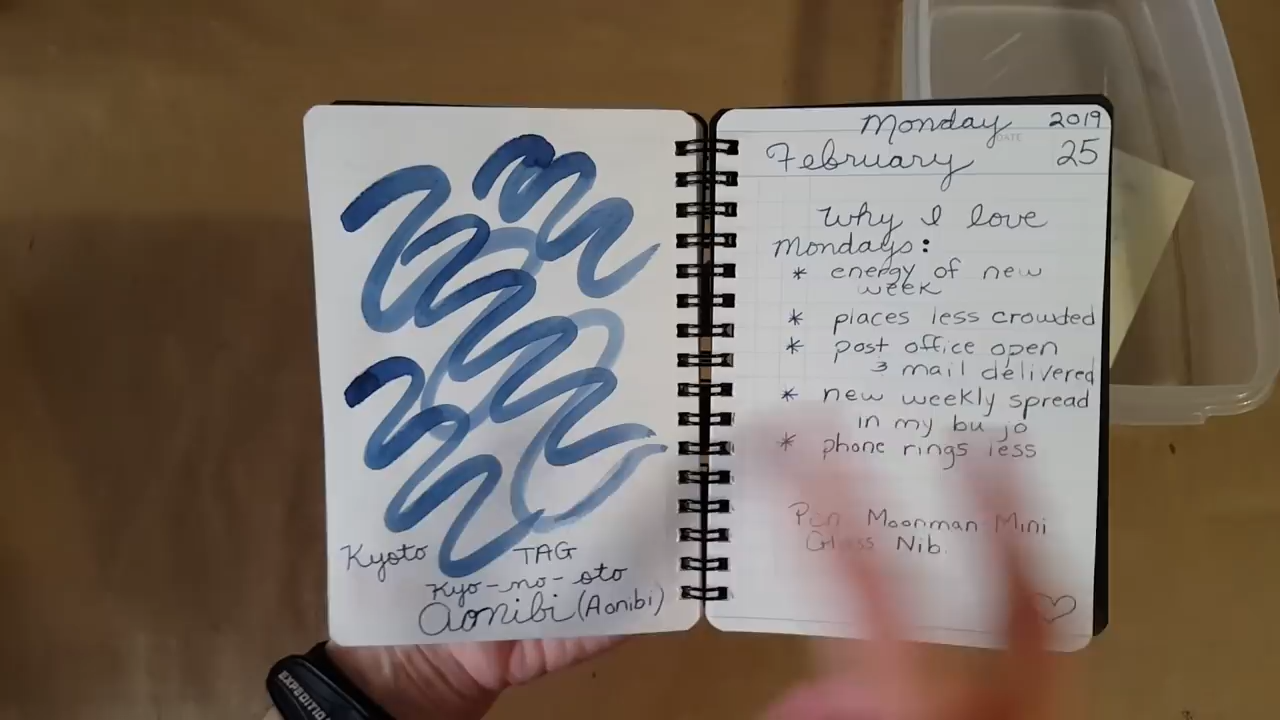 Kyoto TAG
Kyo-no-oto
Aonibi (Aonibi)
EXPEDITION
Monday 2019
DATE
February 25
Why I love
Mondays:
* energy of new
week
* places less crowded
* post office open
& mail delivered
* new weekly spread
in my bu jo
* phone rings less
Pen Moonman Mini
Glass Nib.